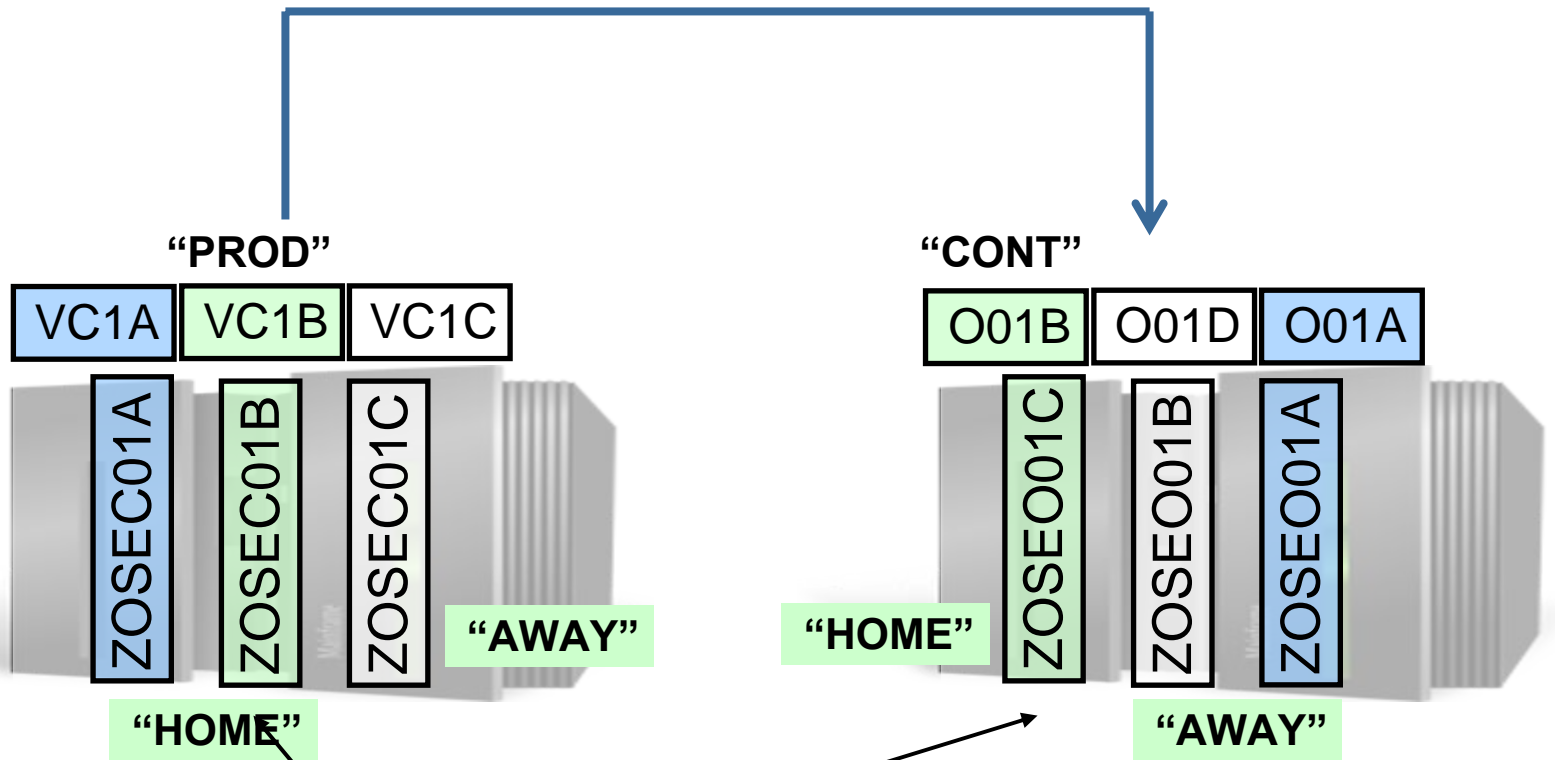 “PROD”
“CONT”
VC1A VC1B VC1C
O01B O01D O01A
ZOSEC01A
ZOSEC01B
ZOSEC01C
ZOSEO01C
ZOSEO01B
ZOSEO01A
“AWAY”
“HOME”
“HOME”
“AWAY”